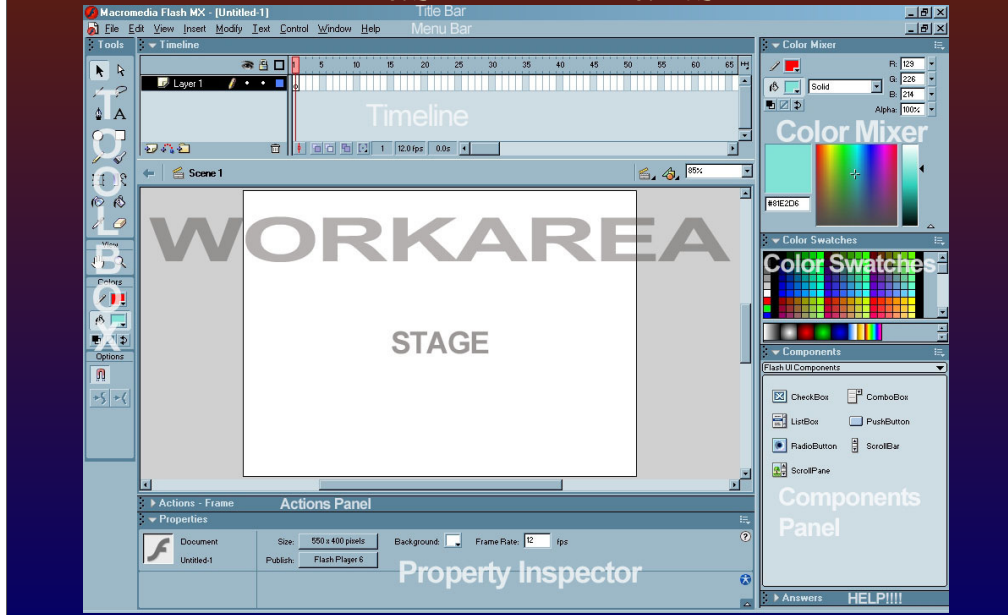 Macromedia Flash MX - [Untitled-1]
Title Bar
File Edit View Insert Modify Text Control Window Help
Menu Bar
Tools
TOOLBOX
View
Colors
Options
Timeline
1 5 10 15 20 25 30 35 40 45 50 55 60 65
Layer 1
Timeline
1 12.0 fps 0.0s
Scene 1
85%
WORKAREA
STAGE
Actions - Frame
Actions Panel
Properties
Document
Size: 550 x 400 pixels
Background:
Frame Rate: 12 fps
Untitled-1
Publish: Flash Player 6
Property Inspector
Color Mixer
R: 129
G: 226
Solid
B: 214
Alpha: 100%
Color Mixer
#81E2D6
Color Swatches
Color Swatches
Components
Flash UI Components
CheckBox ComboBox
ListBox PushButton
RadioButton ScrollBar
ScrollPane
Components
Panel
Answers
HELP!!!!